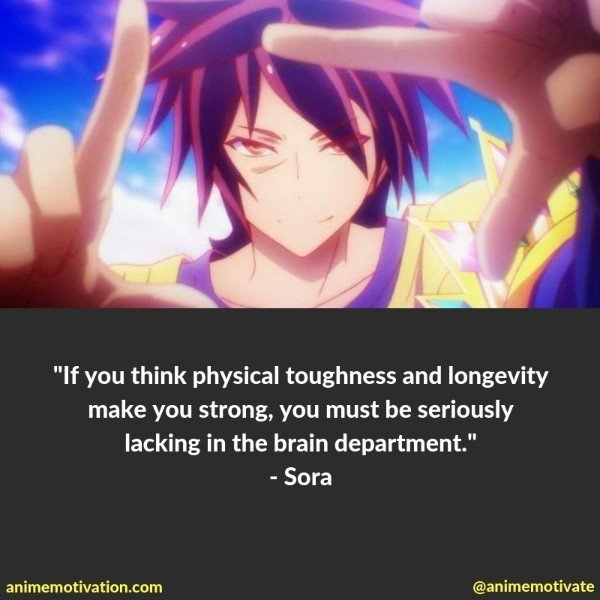 "If you think physical toughness and longevity
make you strong, you must be seriously
lacking in the brain department."
- Sora
animemotivation.com
@animemotivate